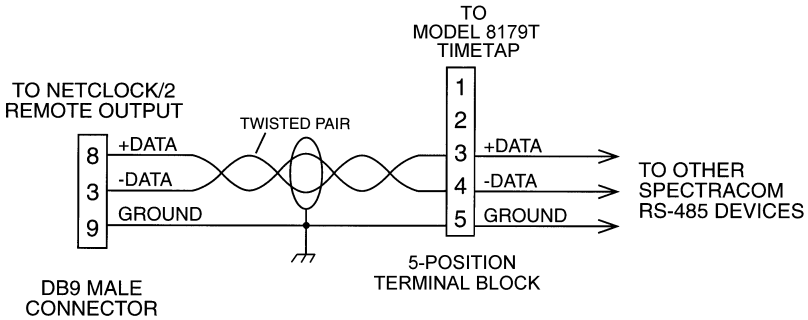 TO
MODEL 8179T
TIMETAP
TO NETCLOCK/2
REMOTE OUTPUT
TWISTED PAIR
1
2
8 +DATA
3 +DATA
3 -DATA
4 -DATA
9 GROUND
5 GROUND
TO OTHER
SPECTRACOM
RS-485 DEVICES
5-POSITION
TERMINAL BLOCK
DB9 MALE
CONNECTOR